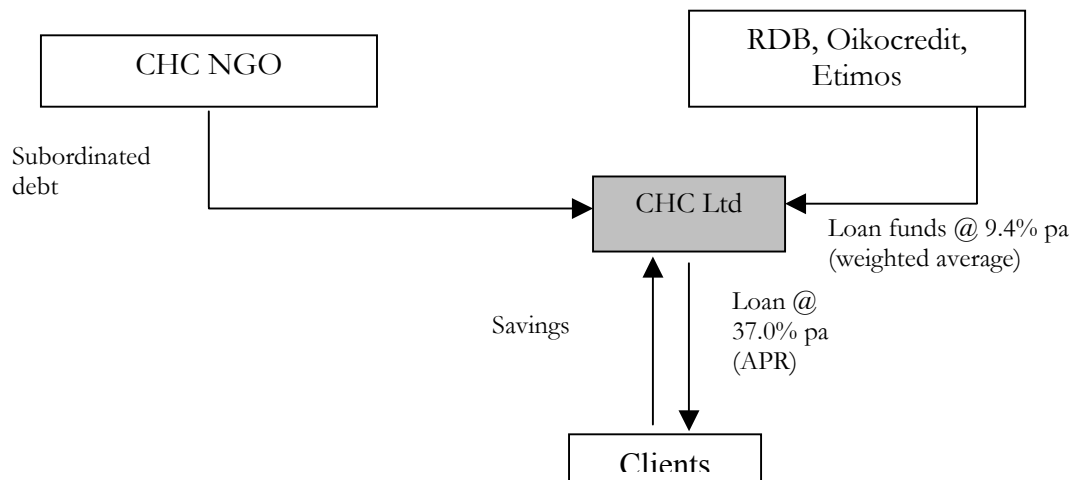 CHC NGO
RDB, Oikocredit,
Etimos
Subordinated
debt
CHC Ltd
Loan funds @ 9.4% pa
(weighted average)
Savings
Loan @
37.0% pa
(APR)
Clients